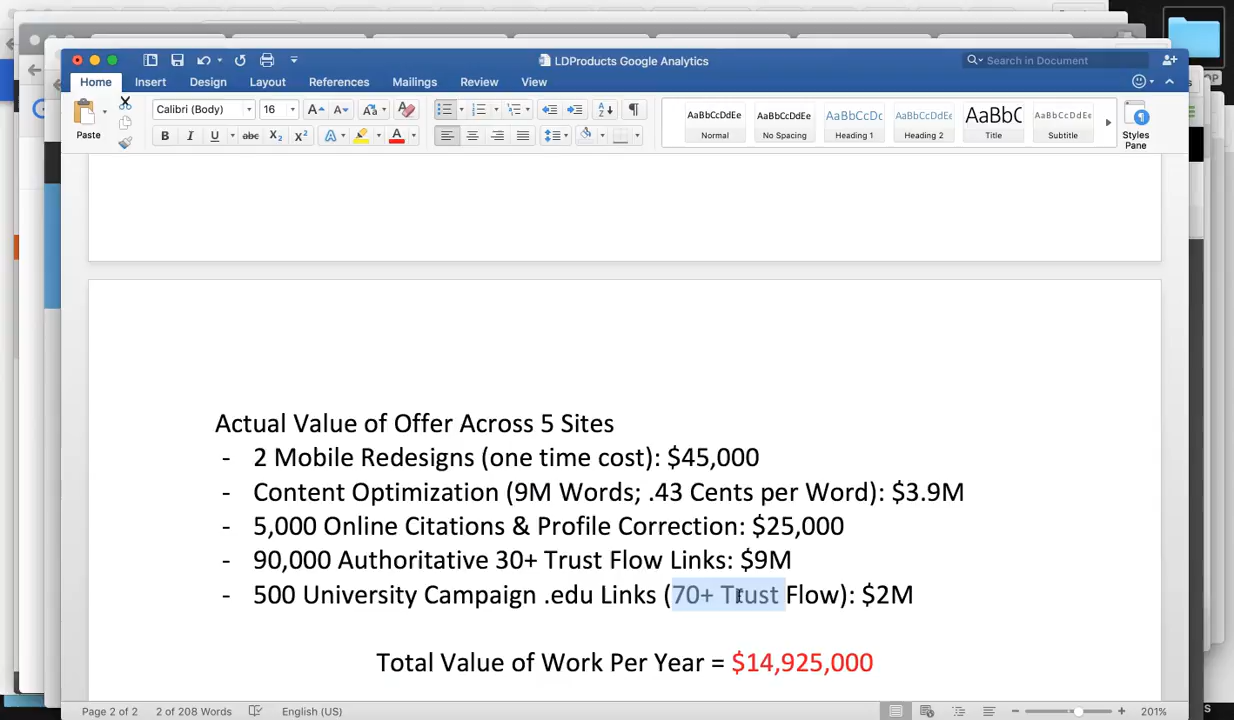 LDProducts Google Analytics
Search in Document
Home Insert Design Layout References Mailings Review View
Paste
Calibri (Body) 16
AaBbCcDdEe AaBbCcDdEe AaBbCcDc AaBbCcDdEe AaBbC AaBbCcDdEe
Normal No Spacing Heading 1 Heading 2 Title Subtitle
Styles Pane
Actual Value of Offer Across 5 Sites
- 2 Mobile Redesigns (one time cost): $45,000
- Content Optimization (9M Words; .43 Cents per Word): $3.9M
- 5,000 Online Citations & Profile Correction: $25,000
- 90,000 Authoritative 30+ Trust Flow Links: $9M
- 500 University Campaign .edu Links (70+ Trust Flow): $2M
Total Value of Work Per Year = $14,925,000
Page 2 of 2 2 of 208 Words English (US) 201%